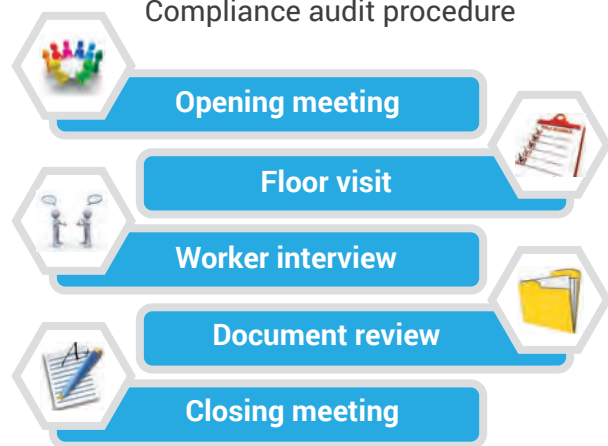 Compliance audit procedure
Opening meeting
Floor visit
Worker interview
Document review
Closing meeting